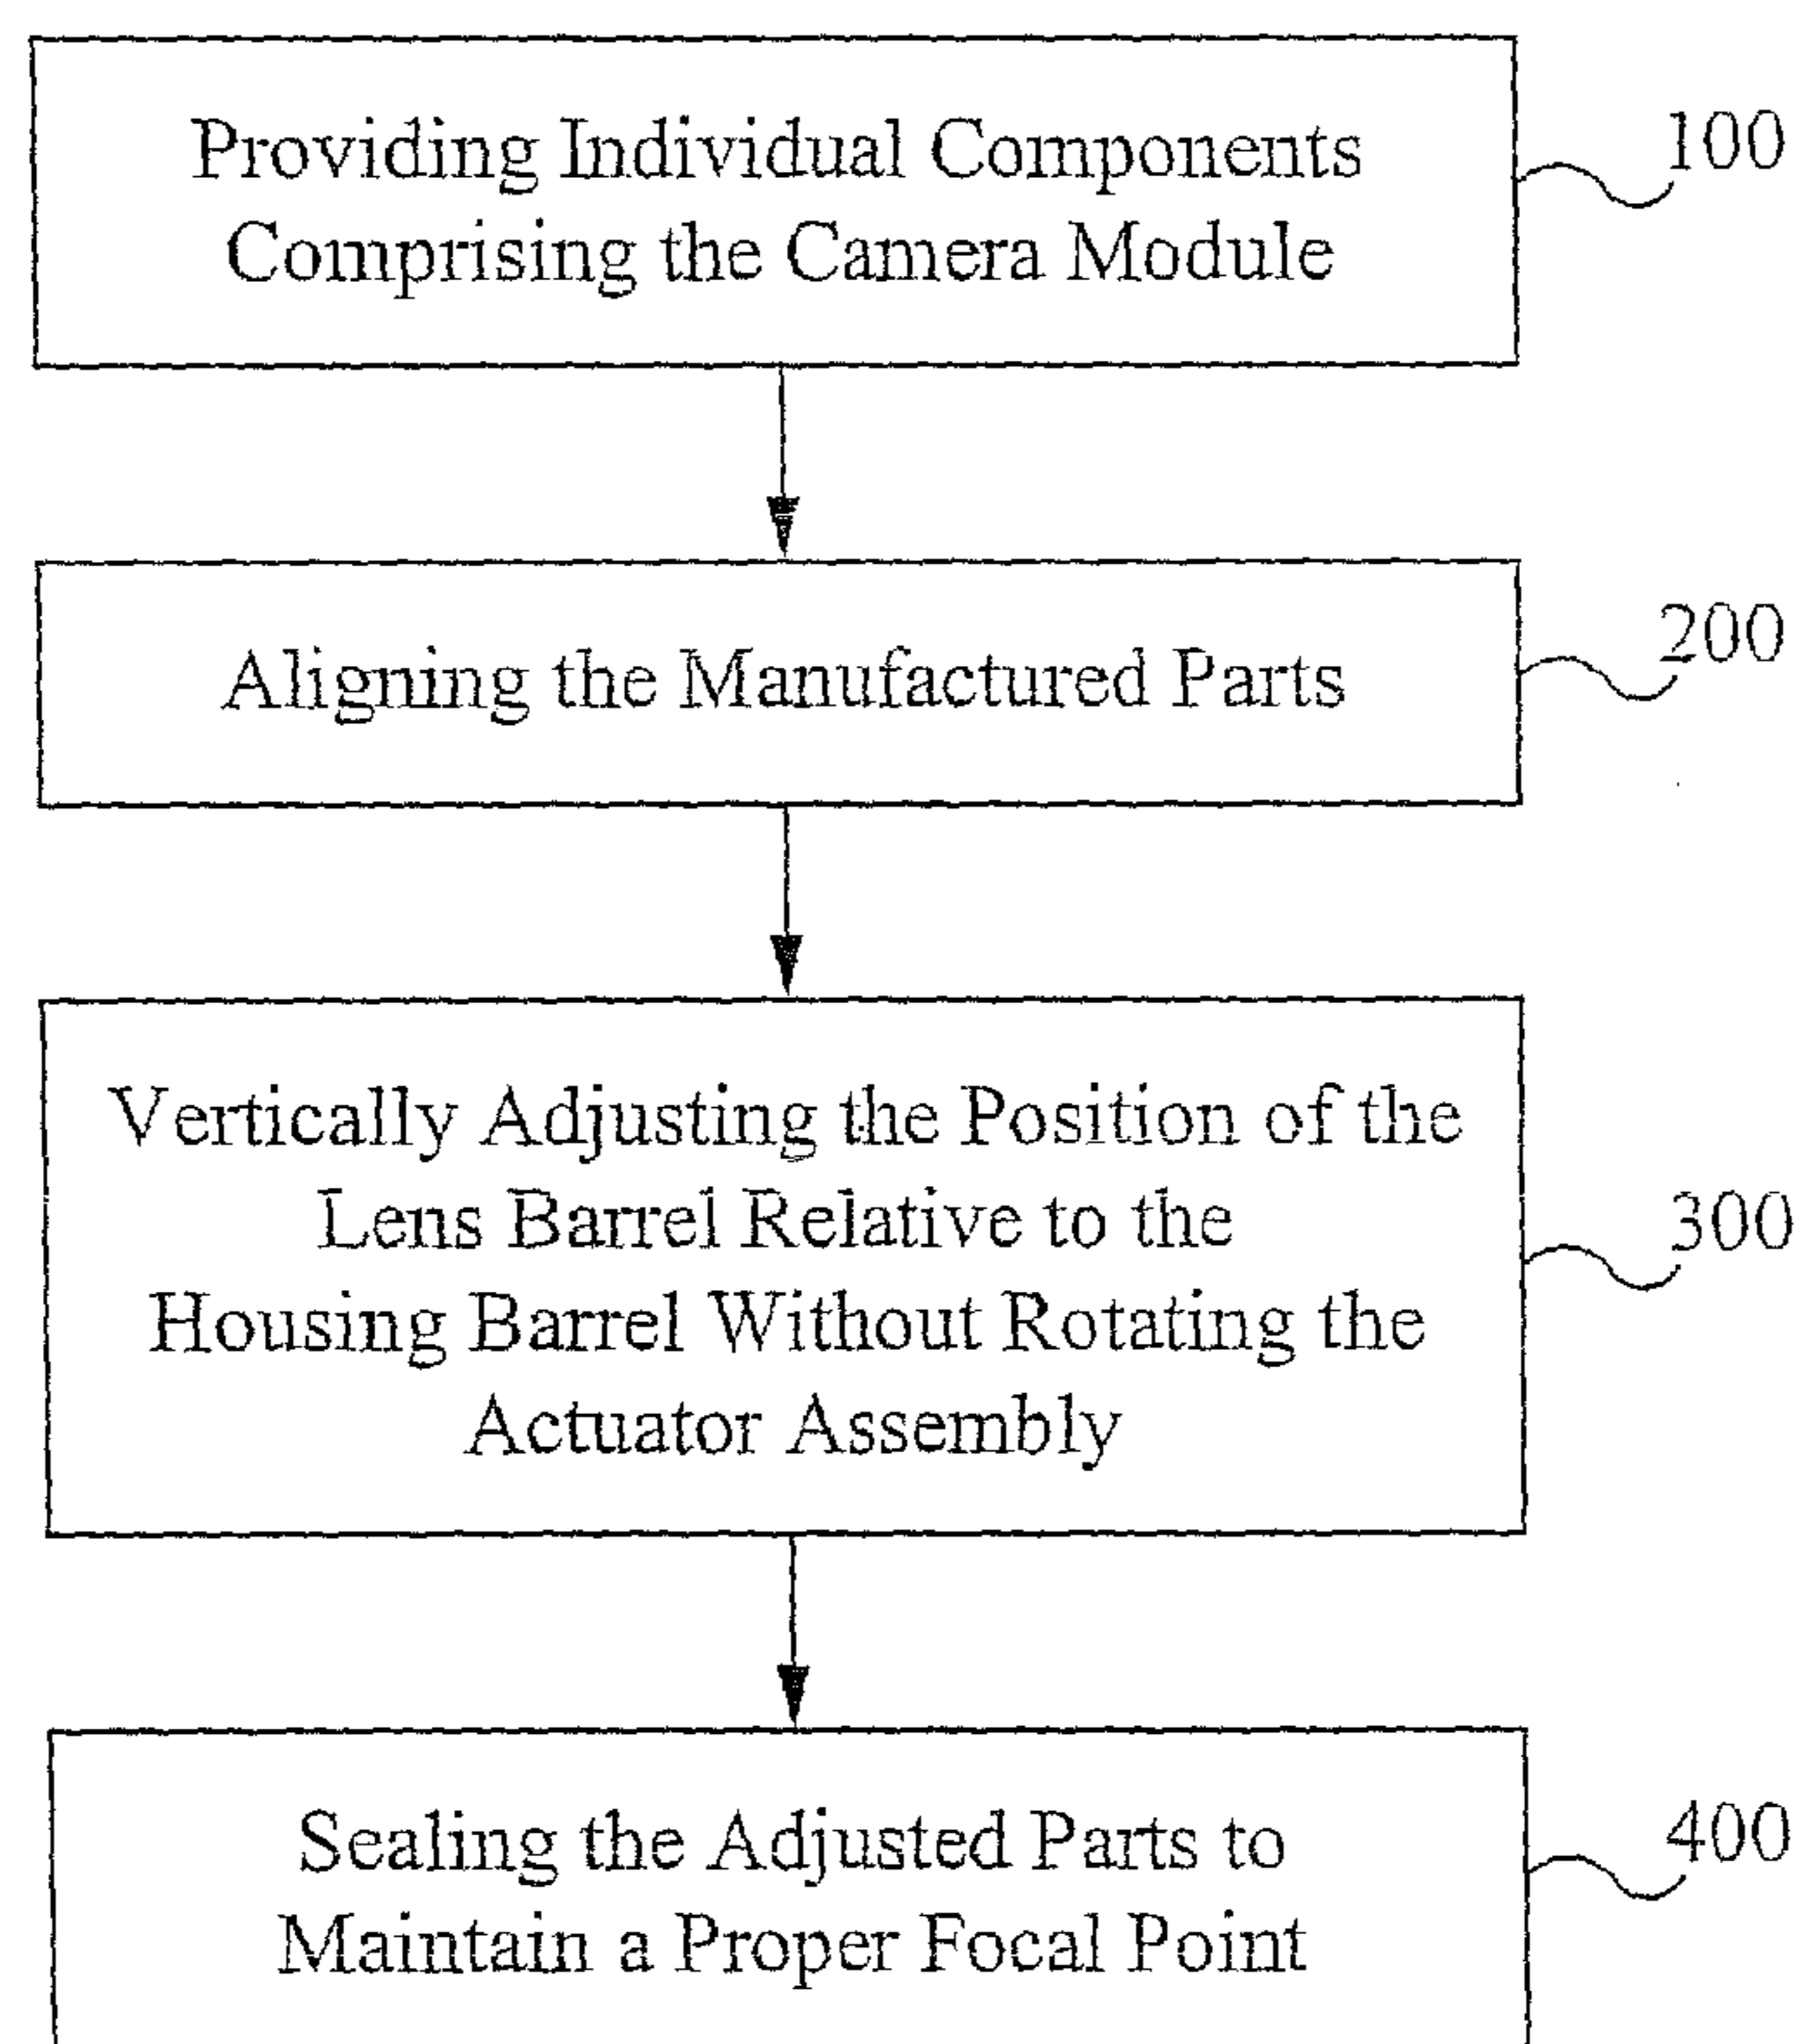 Providing Individual Components
Comprising the Camera Module
100
Aligning the Manufactured Parts
200
Vertically Adjusting the Position of the
Lens Barrel Relative to the
Housing Barrel Without Rotating the
Actuator Assembly
300
Sealing the Adjusted Parts to
Maintain a Proper Focal Point
400